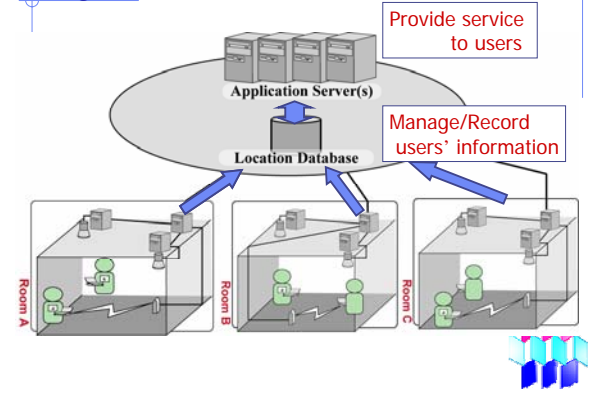 Provide service
to users
Application Server(s)
Manage/Record
users' information
Location Database
Room A
Room B
Room C